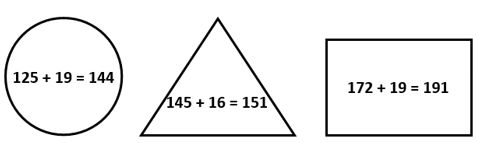 125 + 19 = 144
145 + 16 = 151
172 + 19 = 191